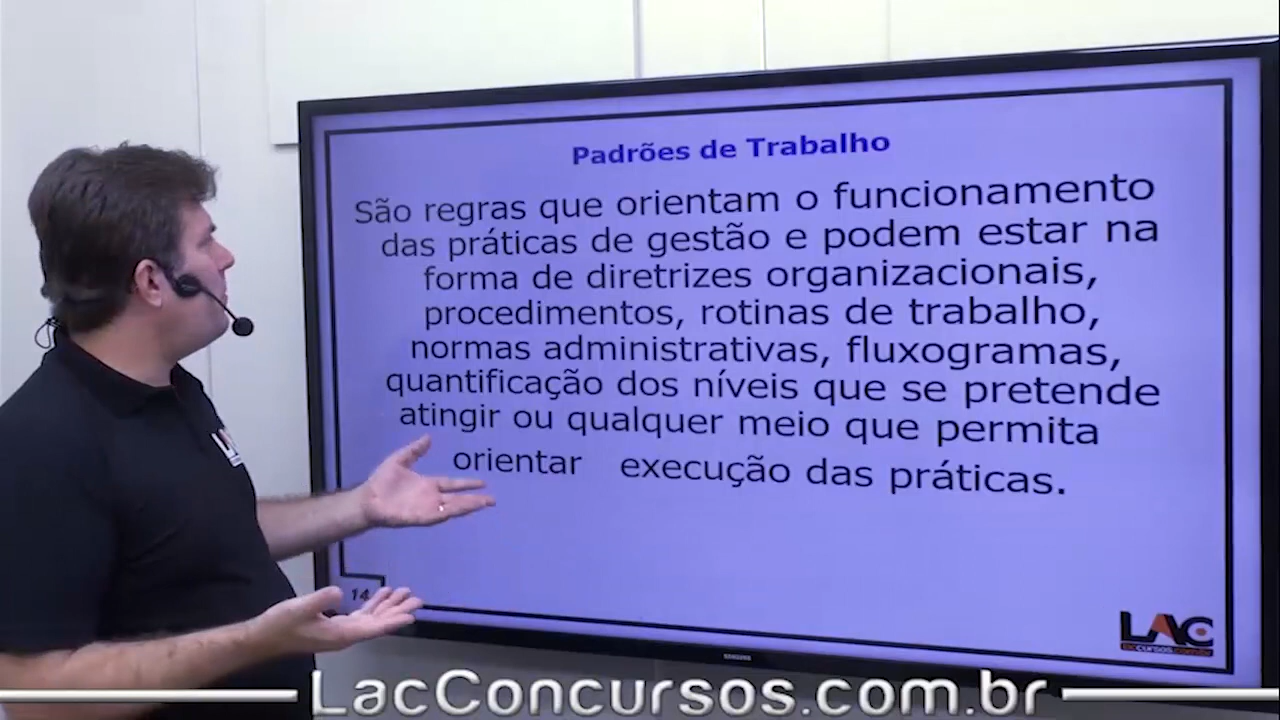 Padrões de Trabalho
São regras que orientam o funcionamento
das práticas de gestão e podem estar na
forma de diretrizes organizacionais,
procedimentos, rotinas de trabalho,
normas administrativas, fluxogramas,
quantificação dos níveis que se pretende
atingir ou qualquer meio que permita
orientar execução das práticas.
14
LAC
LacConcursos.com.br